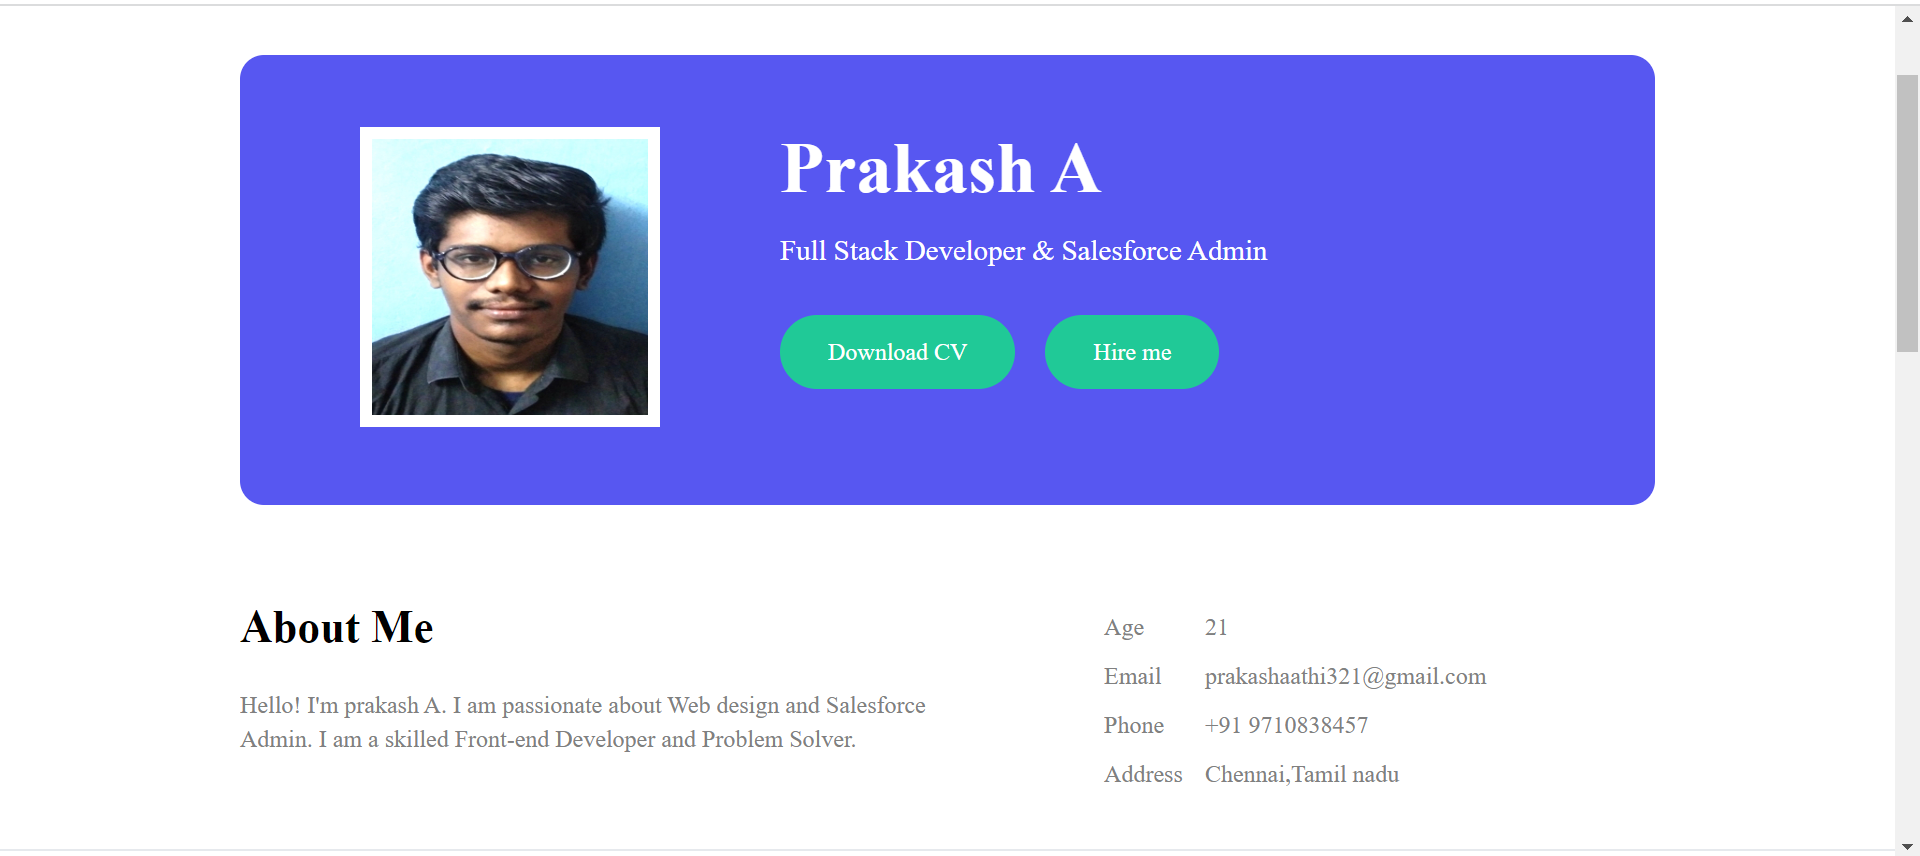 Prakash A
Full Stack Developer & Salesforce Admin
Download CV
Hire me
About Me
Hello! I'm prakash A. I am passionate about Web design and Salesforce
Admin. I am a skilled Front-end Developer and Problem Solver.
Age 21
Email prakashaathi321@gmail.com
Phone +91 9710838457
Address Chennai,Tamil nadu